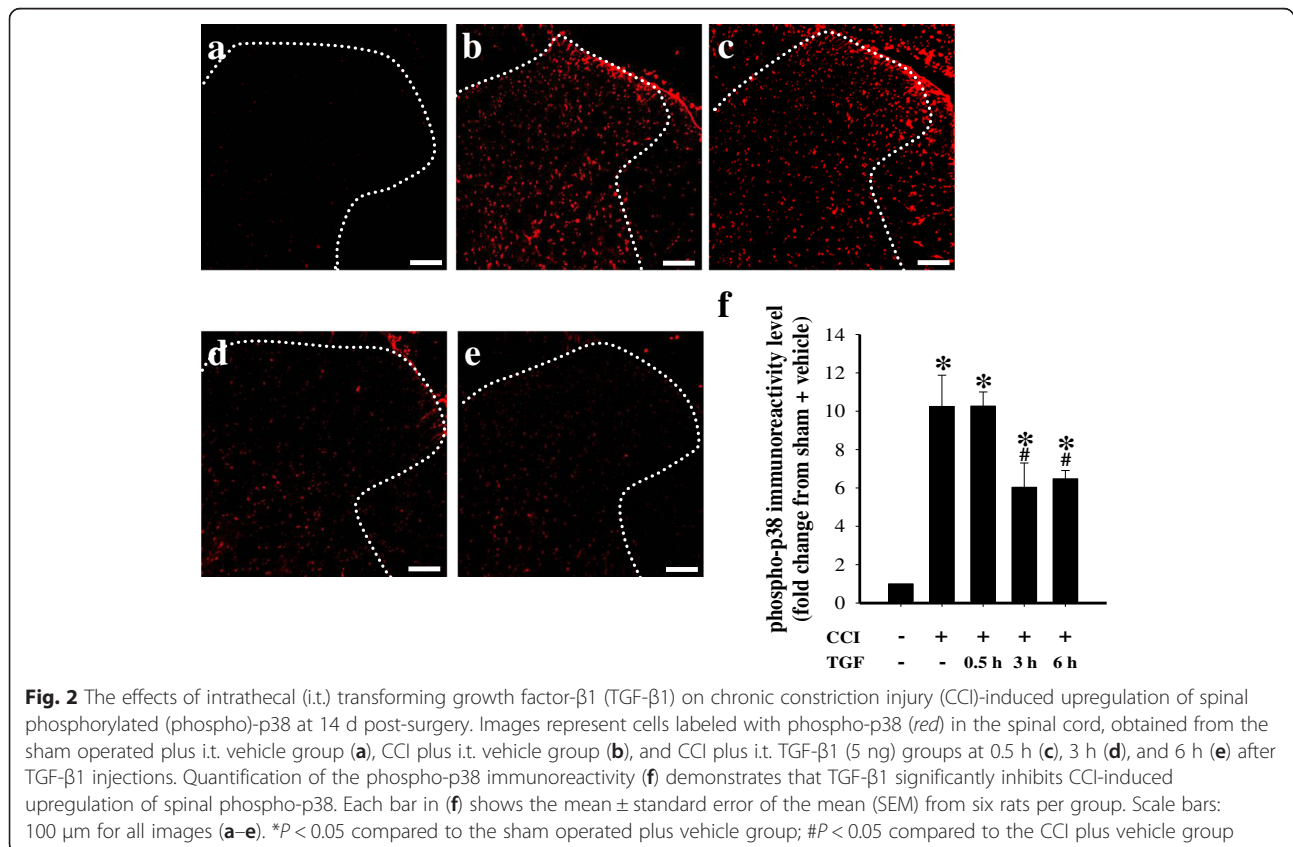 a
b
c
d
e
f
phospho-p38 immunoreactivity level
(fold change from sham + vehicle)
14
12
10
8
6
4
2
0
*
*
*
#
*
#
CCI - + + + +
TGF - - 0.5 h 3 h 6 h
Fig. 2 The effects of intrathecal (i.t.) transforming growth factor-β1 (TGF-β1) on chronic constriction injury (CCI)-induced upregulation of spinal
phosphorylated (phospho)-p38 at 14 d post-surgery. Images represent cells labeled with phospho-p38 (red) in the spinal cord, obtained from the
sham operated plus i.t. vehicle group (a), CCI plus i.t. vehicle group (b), and CCI plus i.t. TGF-β1 (5 ng) groups at 0.5 h (c), 3 h (d), and 6 h (e) after
TGF-β1 injections. Quantification of the phospho-p38 immunoreactivity (f) demonstrates that TGF-β1 significantly inhibits CCI-induced
upregulation of spinal phospho-p38. Each bar in (f) shows the mean ± standard error of the mean (SEM) from six rats per group. Scale bars:
100 μm for all images (a–e). *P < 0.05 compared to the sham operated plus vehicle group; #P < 0.05 compared to the CCI plus vehicle group